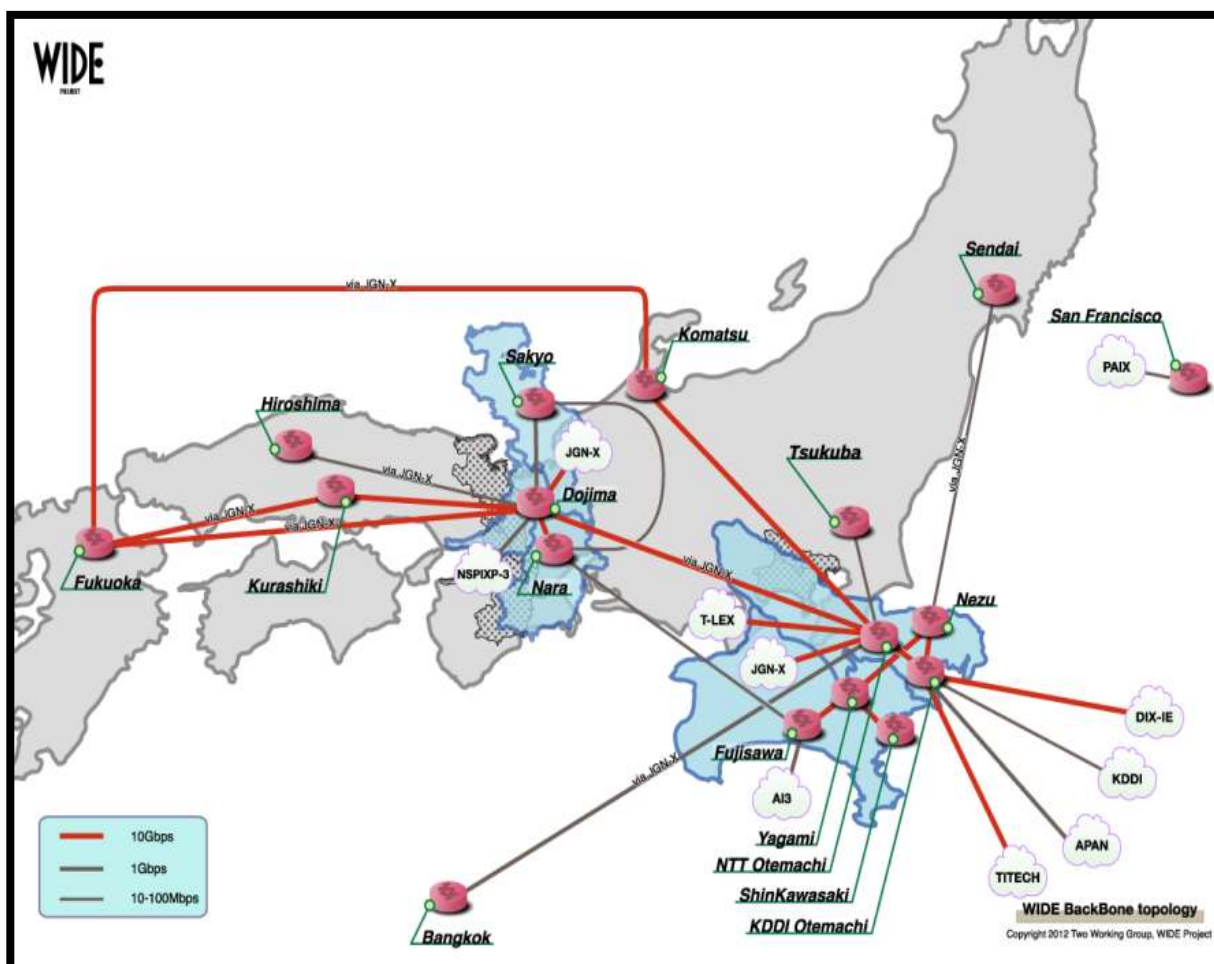 WIDE
PROJECT
Sendai
via JGN-X
San Francisco
Komatsu
Sakyo
PAIX
Hiroshima
JGN-X
Tsukuba
via JGN-X
via JGN-X
Dojima
via JGN-X
via JGN-X
via JGN-X
NSPIXP-3
Fukuoka
Kurashiki
Nara
Nezu
T-LEX
JGN-X
DIX-IE
Fujisawa
via JGN-X
KDDI
AI3
10Gbps
Yagami
APAN
1Gbps
NTT Otemachi
TITECH
ShinKawasaki
10-100Mbps
WIDE BackBone topology
KDDI Otemachi
Bangkok
Copyright 2012 Two Working Group, WIDE Project